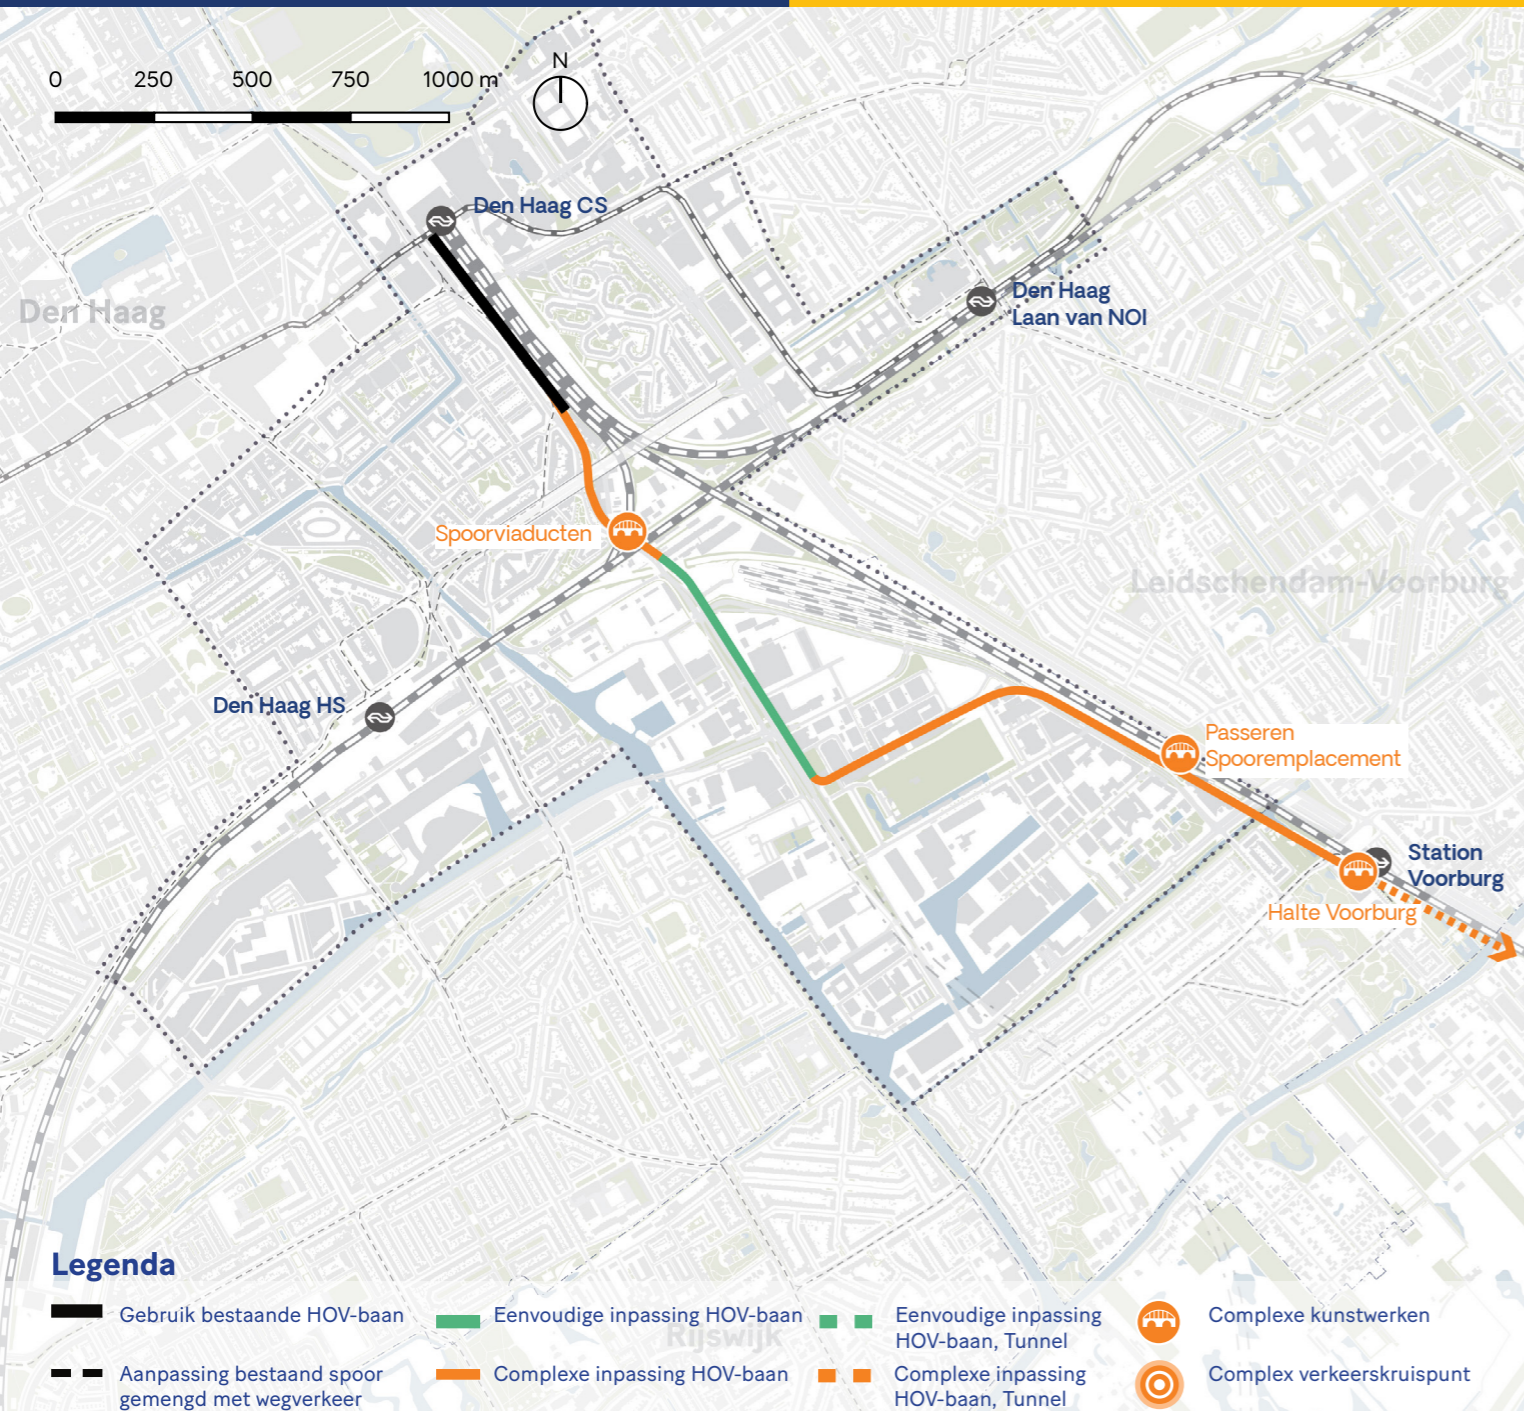 0 250 500 750 1000 m
N
Den Haag CS
Den Haag
Den Haag
Laan van NOI
Spoorviaducten
Leidschendam-Voorburg
Den Haag HS
Passeren
Spooremplacement
Station
Voorburg
Halte Voorburg
Legenda
Gebruik bestaande HOV-baan
Aanpassing bestaand spoor
gemengd met wegverkeer
Eenvoudige inpassing HOV-baan
Rijswijk
Complexe inpassing HOV-baan
Eenvoudige inpassing
HOV-baan, Tunnel
Complexe inpassing
HOV-baan, Tunnel
Complexe kunstwerken
Complex verkeerskruispunt